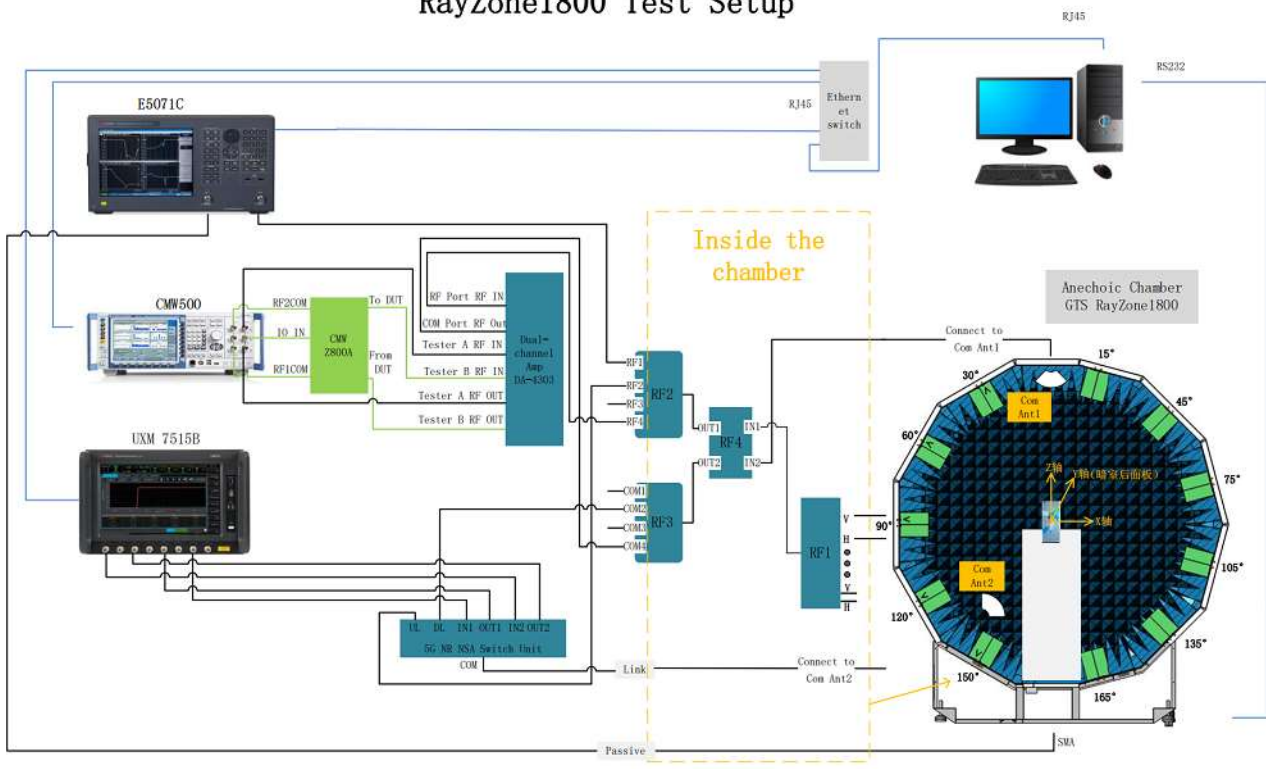 RayZone1800 Test Setup
RJ45
RS232
E5071C
RJ45
Ethern
et
switch
Inside the
chamber
Anechoic Chamber
GTS RayZone1800
CMW500
RF2COM
To DUT
IO IN
CMW
Z800A
From
DUT
RF1COM
RF Port RF IN
COM Port RF Out
Tester A RF IN
Tester B RF IN
Tester A RF OUT
Tester B RF OUT
Dual-
channel
Amp
DA-4303
Connect to
Com Ant1
RF1
RF2
RF3
RF4
RF2
OUT1
IN1
RF4
OUT2
IN2
COM1
COM2
COM3
COM4
RF3
RF1
V
H
V
H
UXM 7515B
UL DL IN1 OUT1 IN2 OUT2
5G NR NSA Switch Unit
COM
Link
Connect to
Com Ant2
Passive
SMA
15°
30°
45°
60°
75°
90°
105°
120°
135°
150°
165°
Com
Ant1
Z轴
Y轴(暗室后面板)
X轴
Com
Ant2